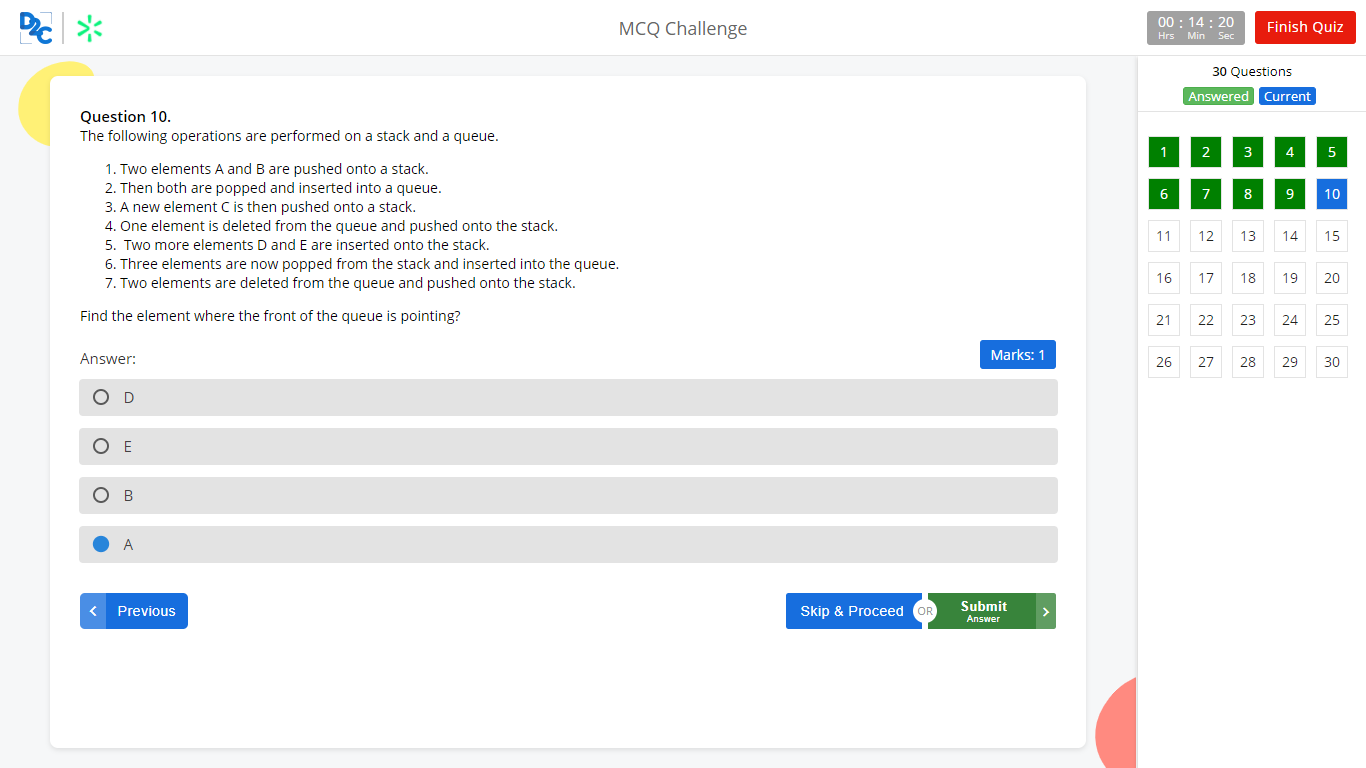 D2C
MCQ Challenge
00 : 14 : 20
Hrs Min Sec
Finish Quiz
30 Questions
Answered Current
Question 10.
The following operations are performed on a stack and a queue.
1. Two elements A and B are pushed onto a stack.
2. Then both are popped and inserted into a queue.
3. A new element C is then pushed onto a stack.
4. One element is deleted from the queue and pushed onto the stack.
5. Two more elements D and E are inserted onto the stack.
6. Three elements are now popped from the stack and inserted into the queue.
7. Two elements are deleted from the queue and pushed onto the stack.
Find the element where the front of the queue is pointing?
Answer:
Marks: 1
D
E
B
A
< Previous
Skip & Proceed
OR
Submit
Answer
>
1 2 3 4 5
6 7 8 9 10
11 12 13 14 15
16 17 18 19 20
21 22 23 24 25
26 27 28 29 30